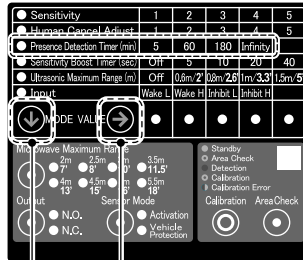 Sensitivity 1 2 3 4 5
Human Cancel Adjust 1 2 3 4 5
Presence Detection Timer (min) 5 60 180 Infinity
Sensitivity Boost Timer (sec) Off 5 10 20 40
Ultrasonic Maximum Range (m) Off 0.6m/2' 0.8m/2.6' 1m/3.3' 1.5m/5'
Input Wake L Wake H Inhibit L Inhibit H
MODE VALUE
Microwave Maximum Range
2m 2.5m 3m 3.5m
7' 8' 10' 11.5'
4m 4.5m 5m 5.5m
13' 15' 18'
Output Sensor Mode
N.O. Activation
N.C. Vehicle Protection
Standby
Area Check
Detection
Calibration
Calibration Error
Calibration Area Check